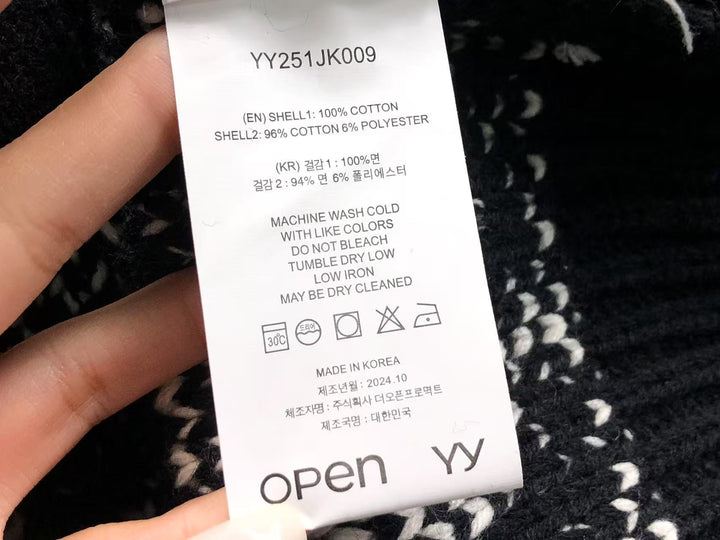 YY251JK009
(EN) SHELL1: 100% COTTON
SHELL2: 96% COTTON 6% POLYESTER
(KR) 겉감 1 : 100%면
겉감 2 : 94% 면 6% 폴리에스터
MACHINE WASH COLD
WITH LIKE COLORS
DO NOT BLEACH
TUMBLE DRY LOW
LOW IRON
MAY BE DRY CLEANED
30℃ 드라이
MADE IN KOREA
제조년월 : 2024.10
제조자명 : 주식회사 더오픈프로덕트
제조국명 : 대한민국
OPEN YY